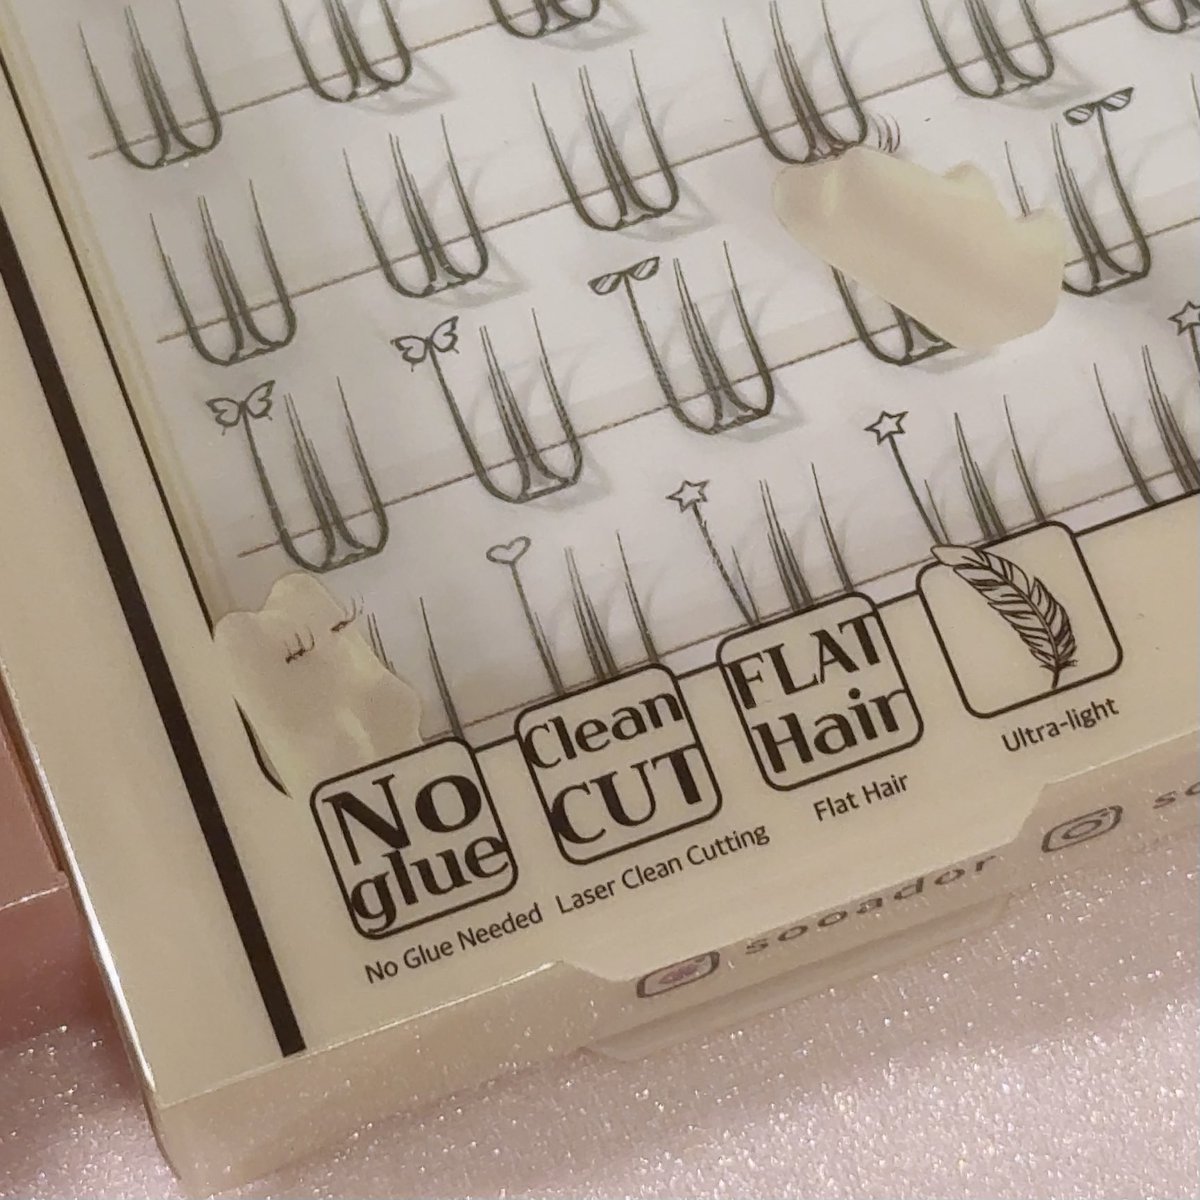 No
glue
No Glue Needed
Clean
CUT
Laser Clean Cutting
FLAT
Hair
Flat Hair
Ultra-light
sooador